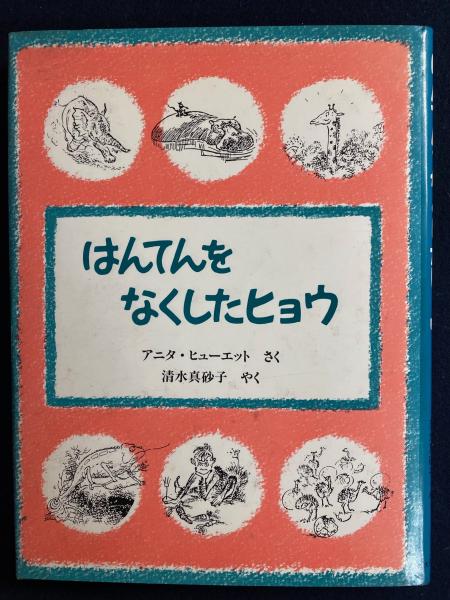 はんてんを
なくしたヒョウ
アニタ・ヒューエット さく
清水真砂子 やく